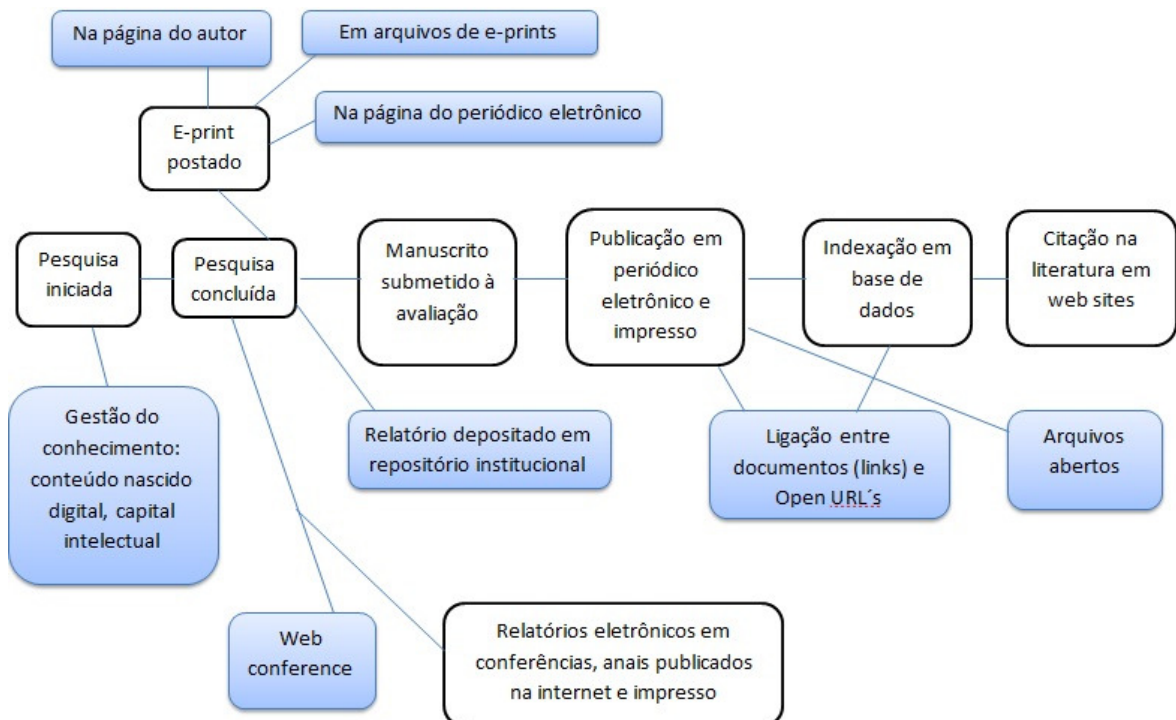 Na página do autor
Em arquivos de e-prints
Na página do periódico eletrônico
E-print
postado
Pesquisa
iniciada
Pesquisa
concluída
Manuscrito
submetido à
avaliação
Publicação em
periódico
eletrônico e
impresso
Indexação em
base de
dados
Citação na
literatura em
web sites
Gestão do
conhecimento:
conteúdo nascido
digital, capital
intelectual
Relatório depositado em
repositório institucional
Ligação entre
documentos (links) e
Open URL´s
Arquivos
abertos
Web
conference
Relatórios eletrônicos em
conferências, anais publicados
na internet e impresso